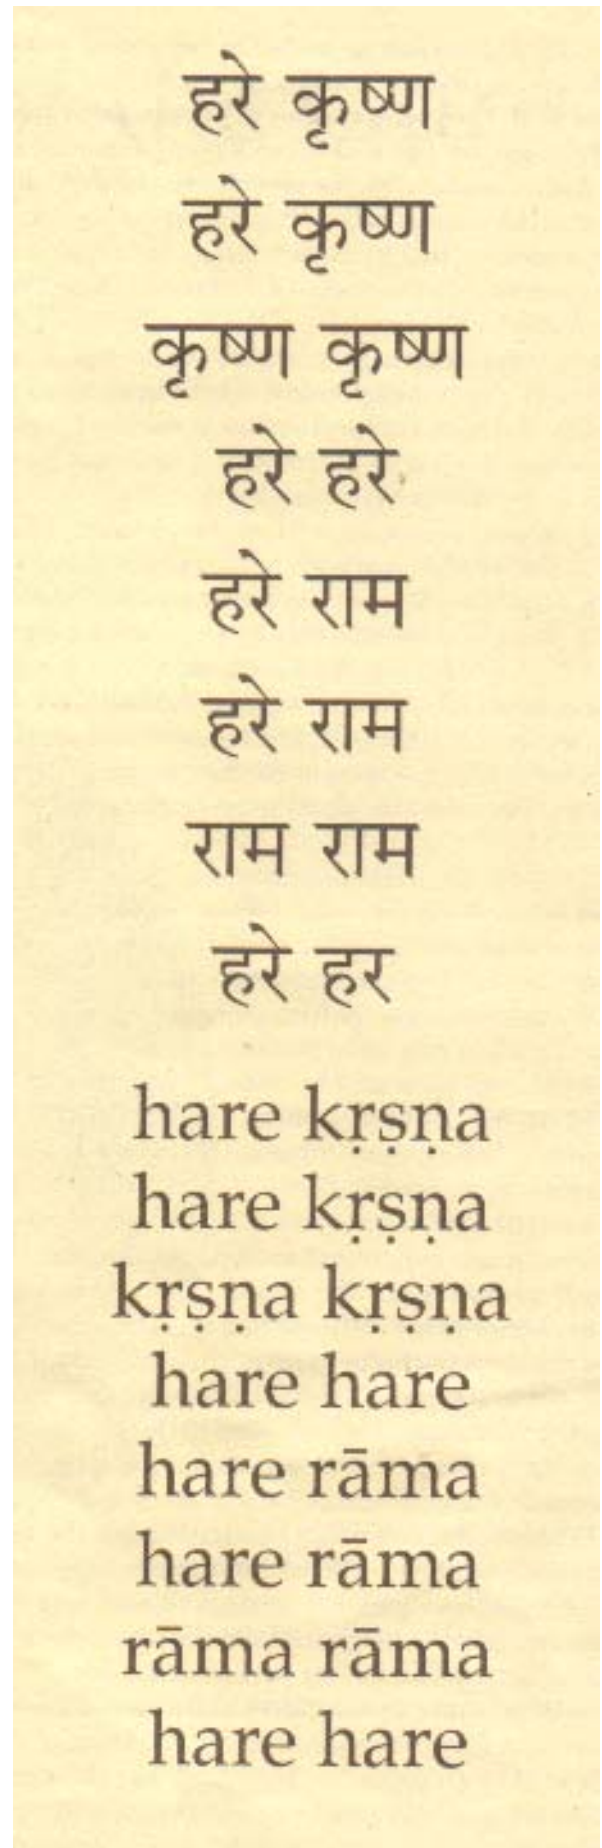 हरे कृष्ण
हरे कृष्ण
कृष्ण कृष्ण
हरे हरे
हरे राम
हरे राम
राम राम
हरे हर
hare kṛṣṇa
hare kṛṣṇa
kṛṣṇa kṛṣṇa
hare hare
hare rāma
hare rāma
rāma rāma
hare hare